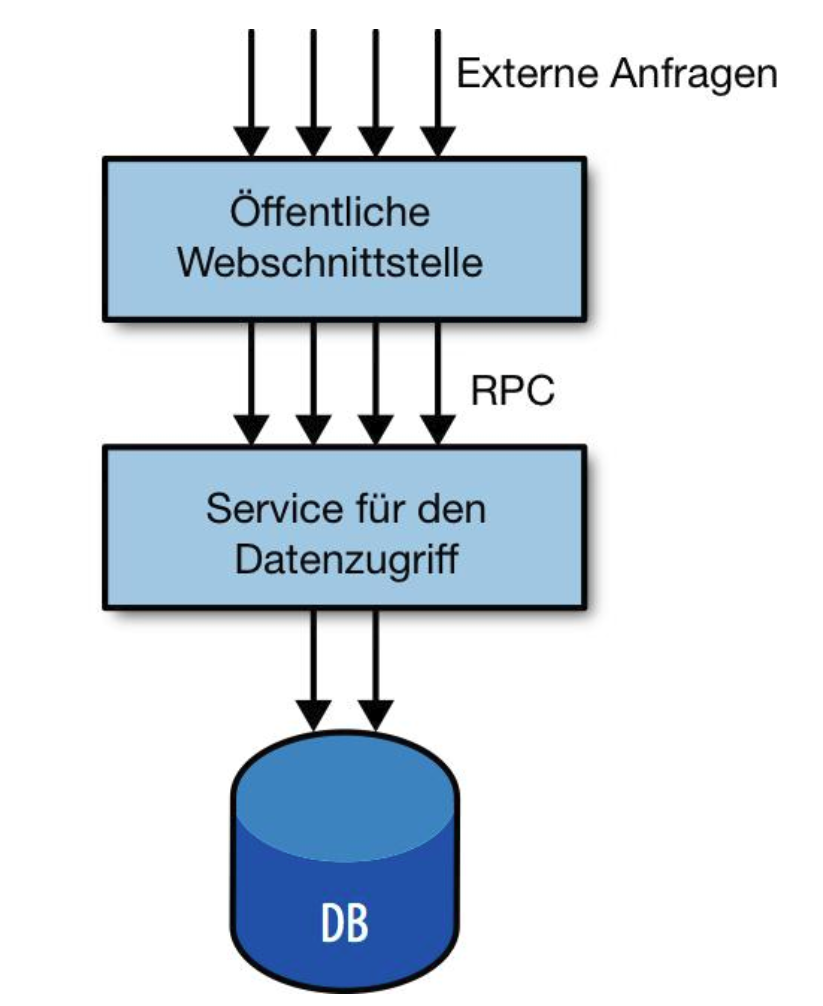 Externe Anfragen
Öffentliche
Webschnittstelle
RPC
Service für den
Datenzugriff
DB